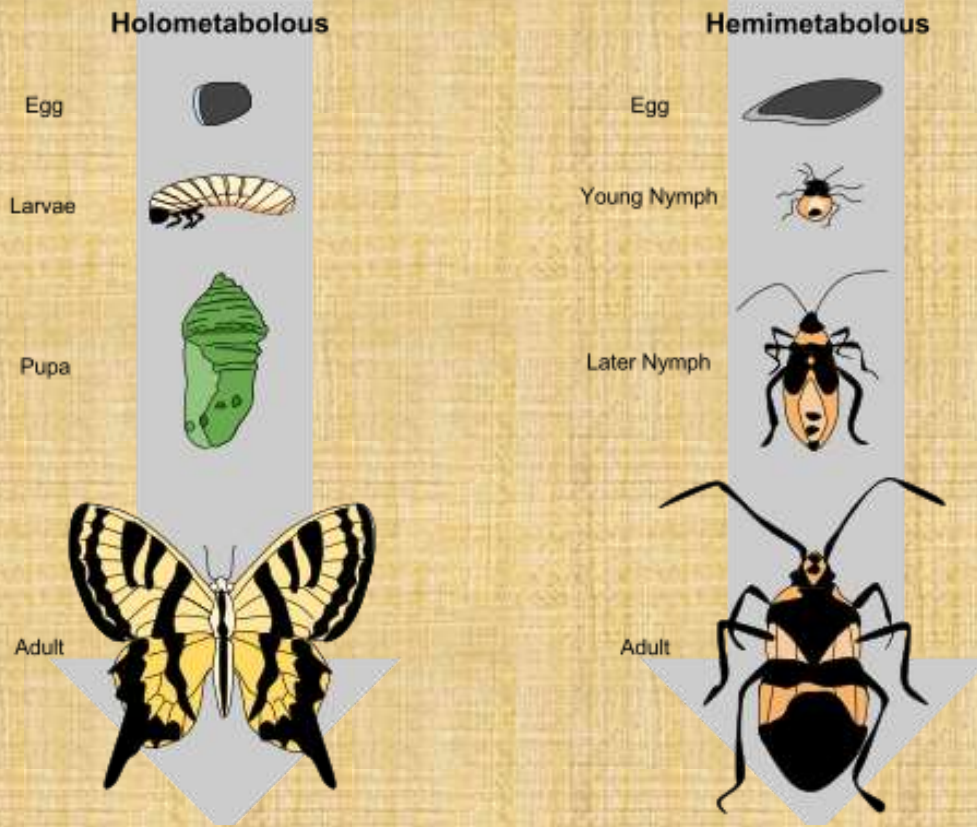 Holometabolous
Egg
Larvae
Pupa
Adult
Hemimetabolous
Egg
Young Nymph
Later Nymph
Adult